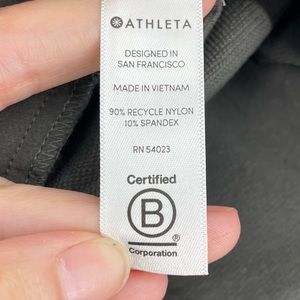 ATHLETA
DESIGNED IN
SAN FRANCISCO
MADE IN VIETNAM
90% RECYCLE NYLON
10% SPANDEX
RN 54023
Certified
B
®
Corporation